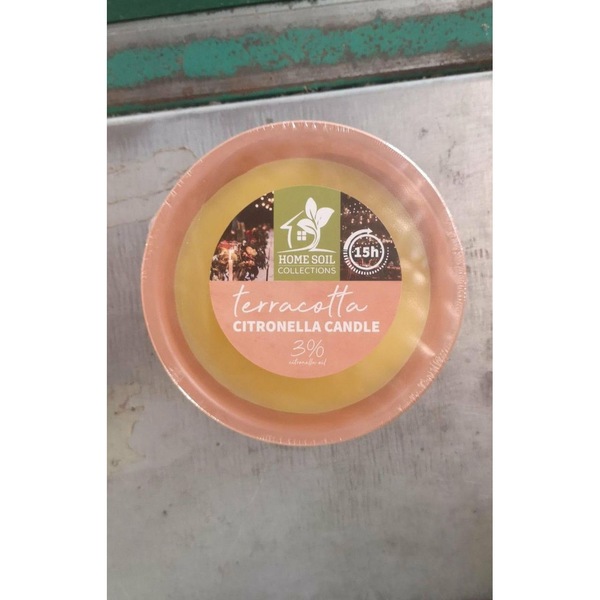 HOME SOIL
COLLECTIONS
15h
terracotta
CITRONELLA CANDLE
3%
citronella oil